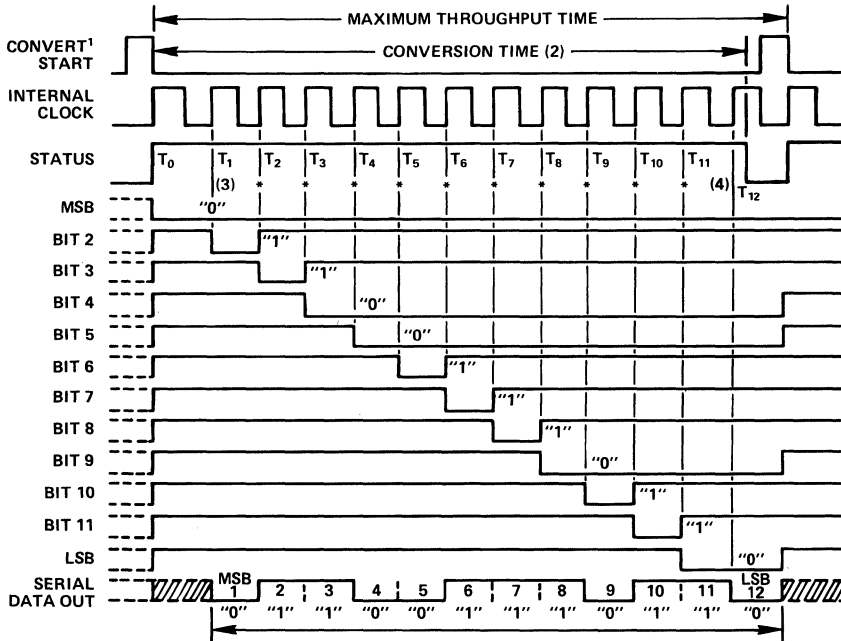 MAXIMUM THROUGHPUT TIME
CONVERT¹ START
CONVERSION TIME (2)
INTERNAL CLOCK
STATUS
T0 T1 T2 T3 T4 T5 T6 T7 T8 T9 T10 T11
(3) * * * * * * * * * * (4) T12
MSB "0"
BIT 2 "1"
BIT 3 "1"
BIT 4 "0"
BIT 5 "0"
BIT 6 "1"
BIT 7 "1"
BIT 8 "1"
BIT 9 "0"
BIT 10 "1"
BIT 11 "1"
LSB "0"
SERIAL DATA OUT
MSB LSB
1 2 3 4 5 6 7 8 9 10 11 12
"0" "1" "1" "0" "0" "1" "1" "1" "0" "1" "1" "0"